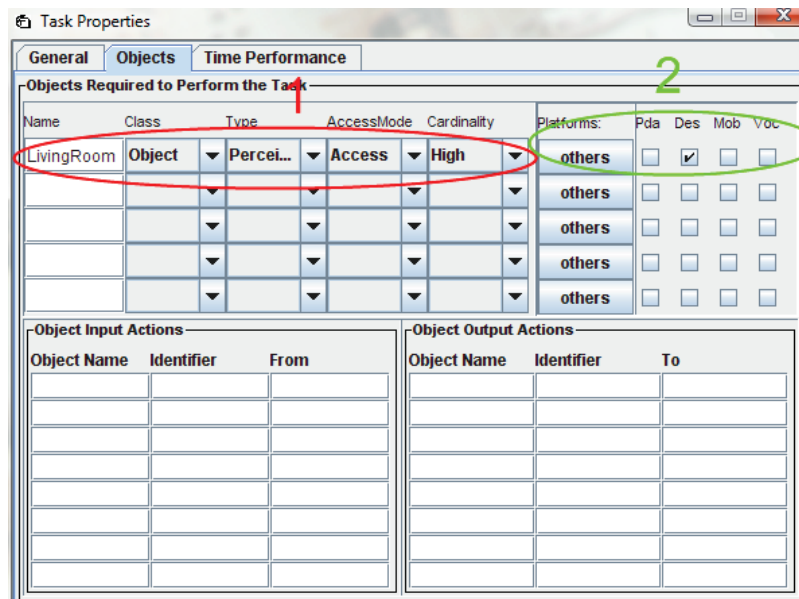 Task Properties
General Objects Time Performance
Objects Required to Perform the Task
1 2
Name Class Type AccessMode Cardinality Platforms: Pda Des Mob Voc
LivingRoom Object Percei... Access High others
others
others
others
others
Object Input Actions Object Output Actions
Object Name Identifier From Object Name Identifier To